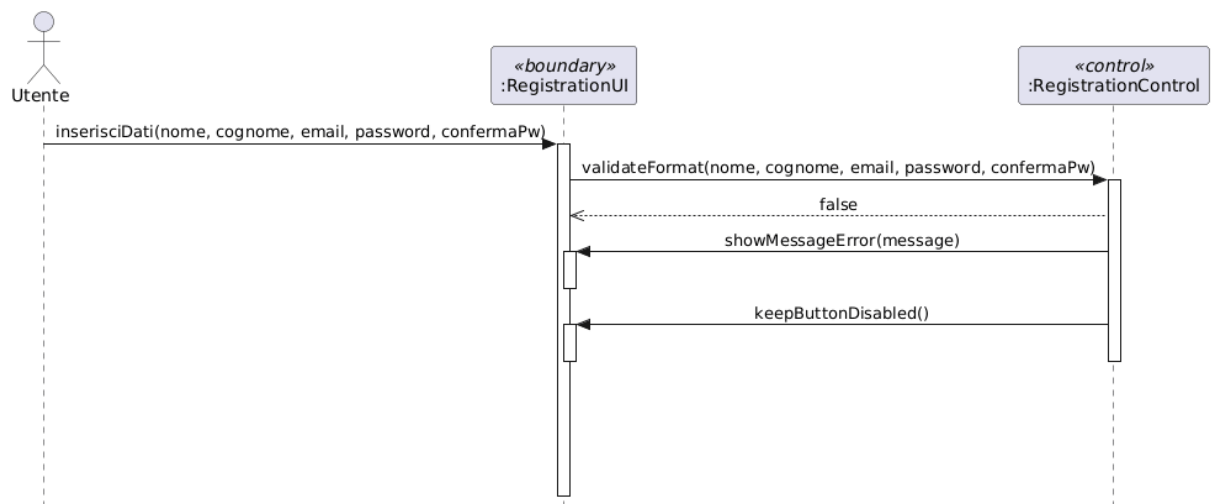 Utente
«boundary»
:RegistrationUI
«control»
:RegistrationControl
inserisciDati(nome, cognome, email, password, confermaPw)
validateFormat(nome, cognome, email, password, confermaPw)
false
showMessageError(message)
keepButtonDisabled()